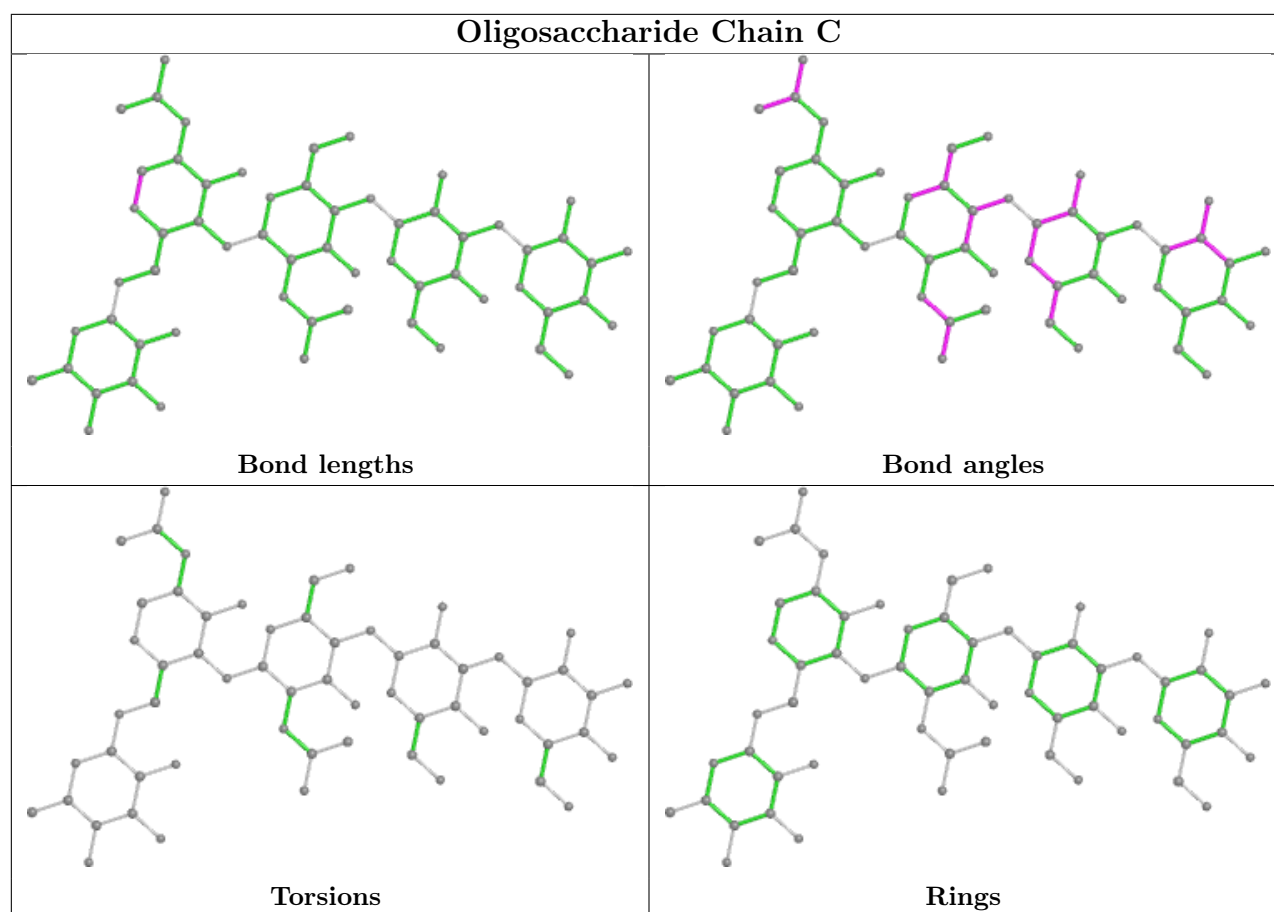 Oligosaccharide Chain C
Bond lengths
Bond angles
Torsions
Rings